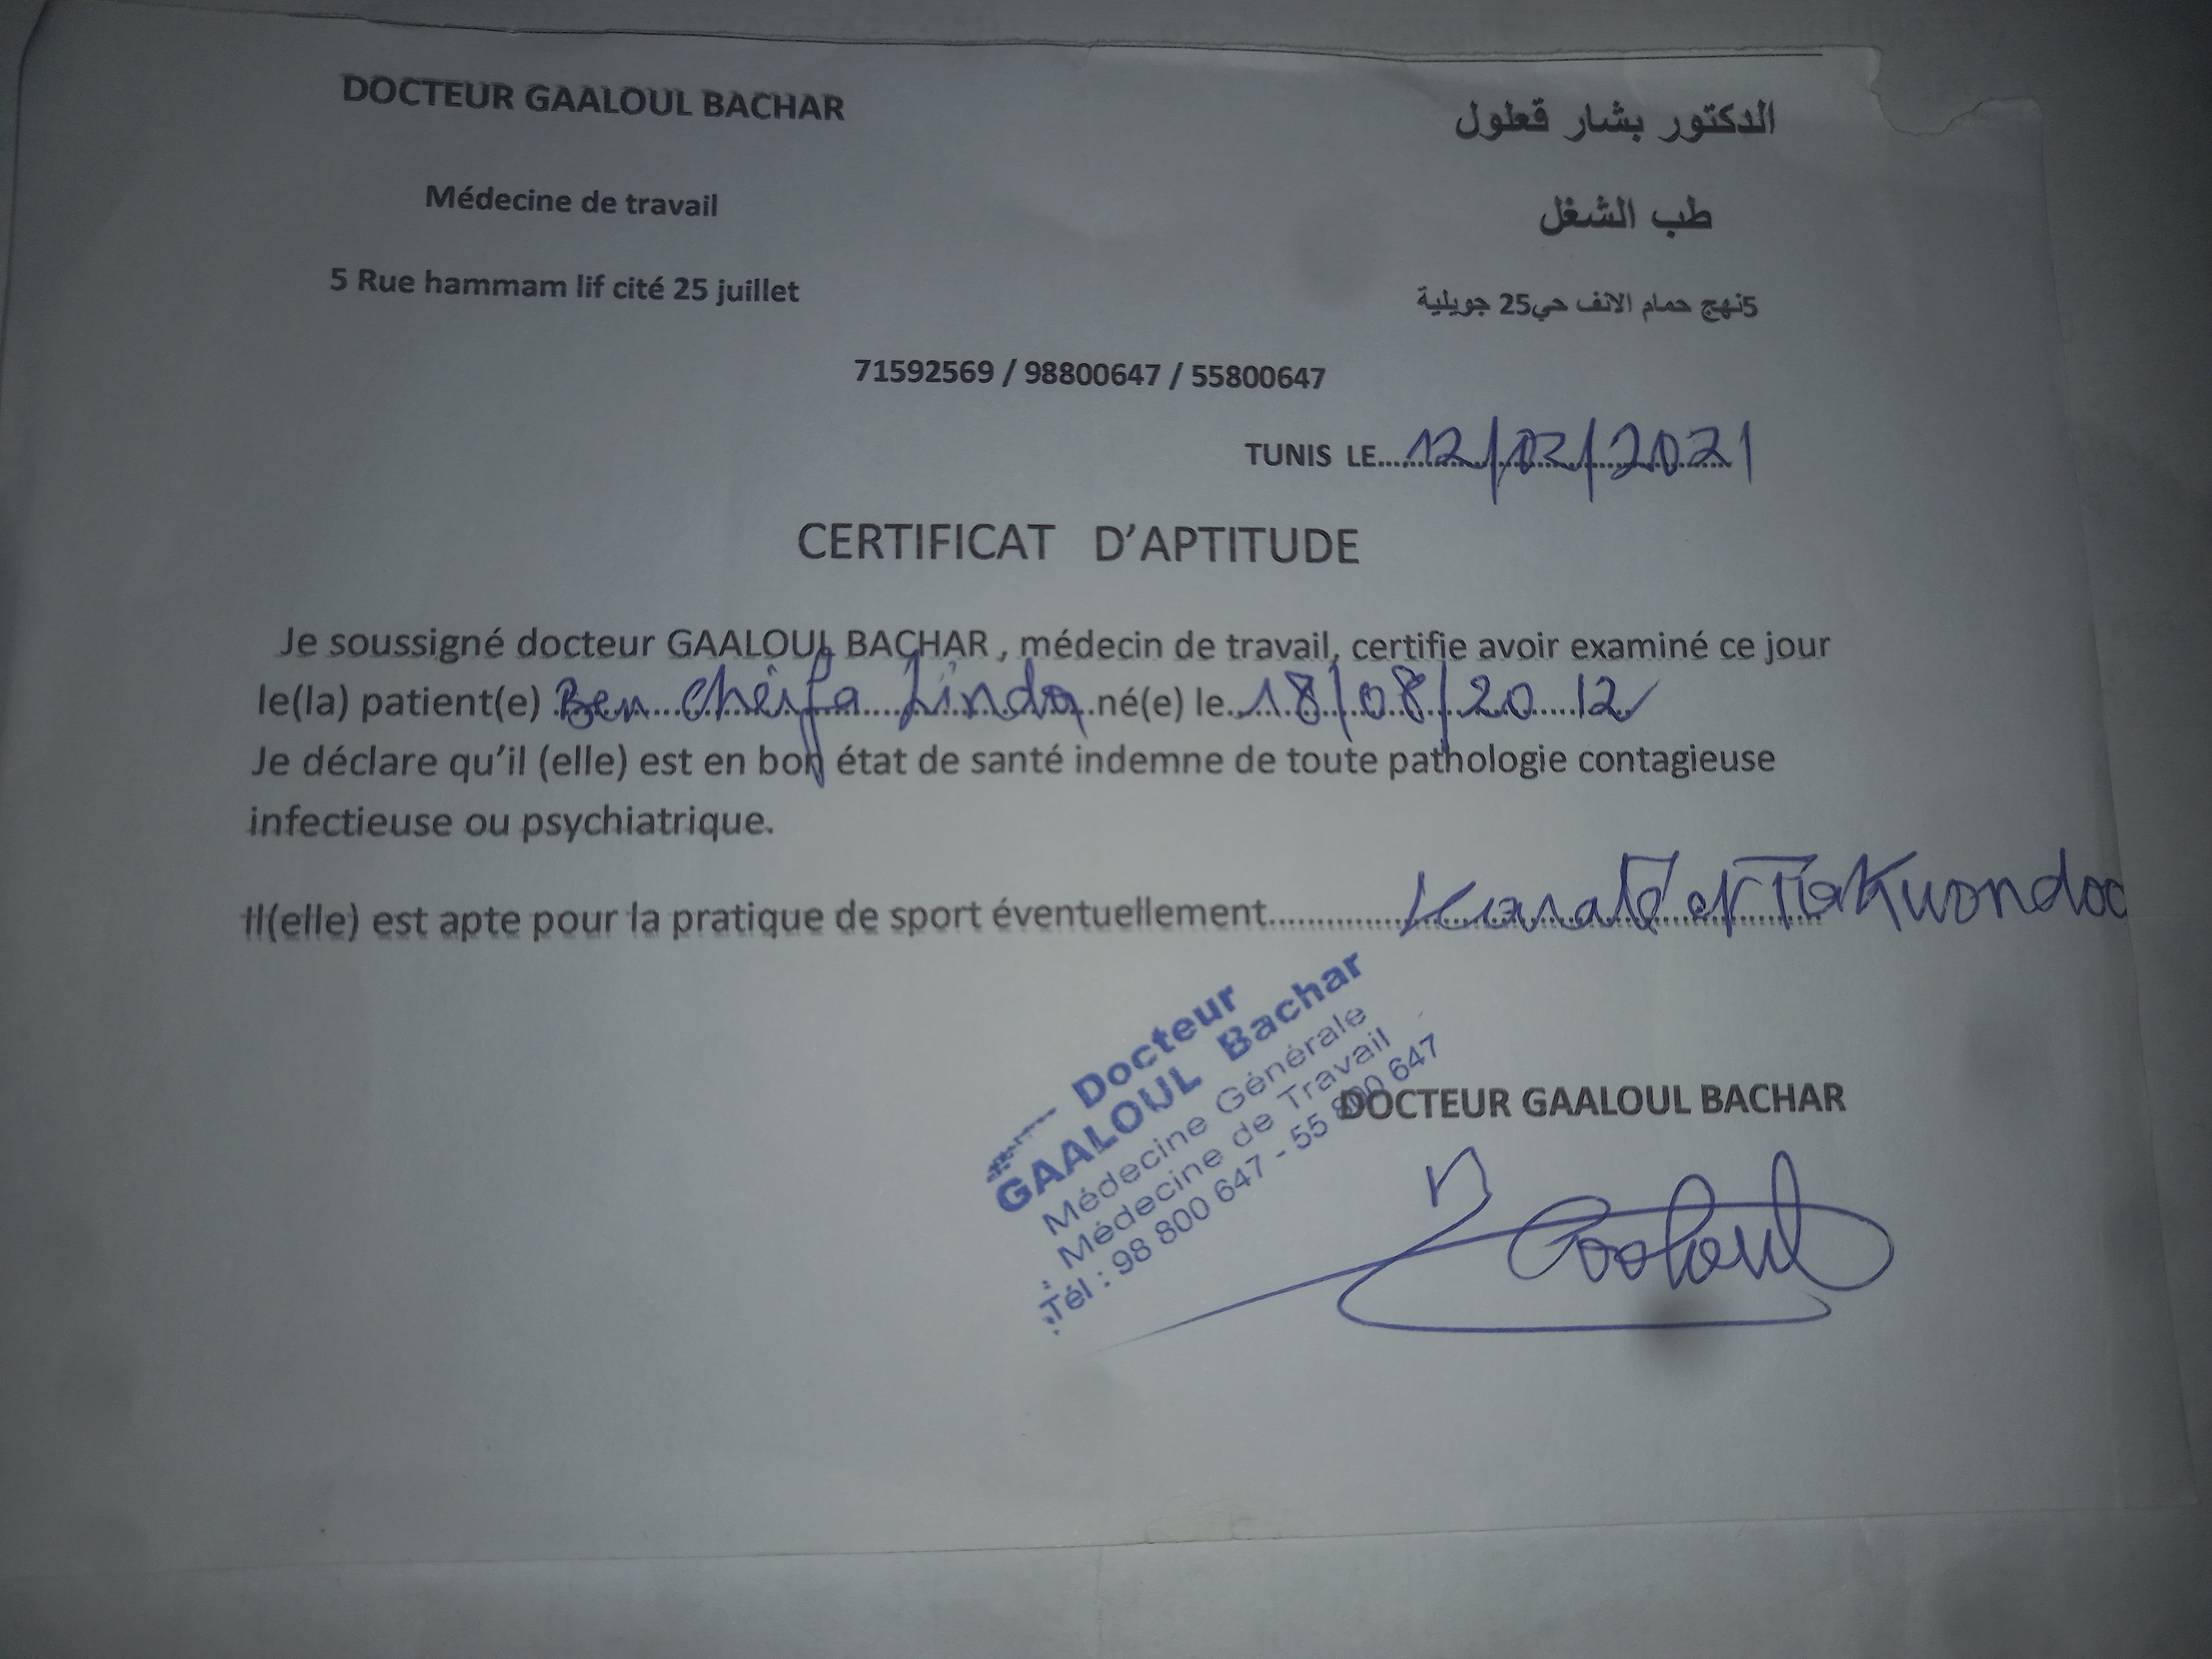 DOCTEUR GAALOUL BACHAR
الدكتور بشار قعلول
Médecine de travail
طب الشغل
5 Rue hammam lif cité 25 juillet
5نهج حمام الانف حي25 جويلية
71592569 / 98800647 / 55800647
TUNIS LE...12/02/2021
CERTIFICAT D'APTITUDE
Je soussigné docteur GAALOUL BACHAR , médecin de travail, certifie avoir examiné ce jour
le(la) patient(e) Ben Cheifa Linda né(e) le 18/08/2012
Je déclare qu'il (elle) est en bon état de santé indemne de toute pathologie contagieuse
infectieuse ou psychiatrique.
Il(elle) est apte pour la pratique de sport éventuellement karaté et Taekwondoo
Docteur
GAALOUL Bachar
Médecine Générale
Médecine de Travail
Tél : 98 800 647 - 55 800 647
DOCTEUR GAALOUL BACHAR
Gaaloul